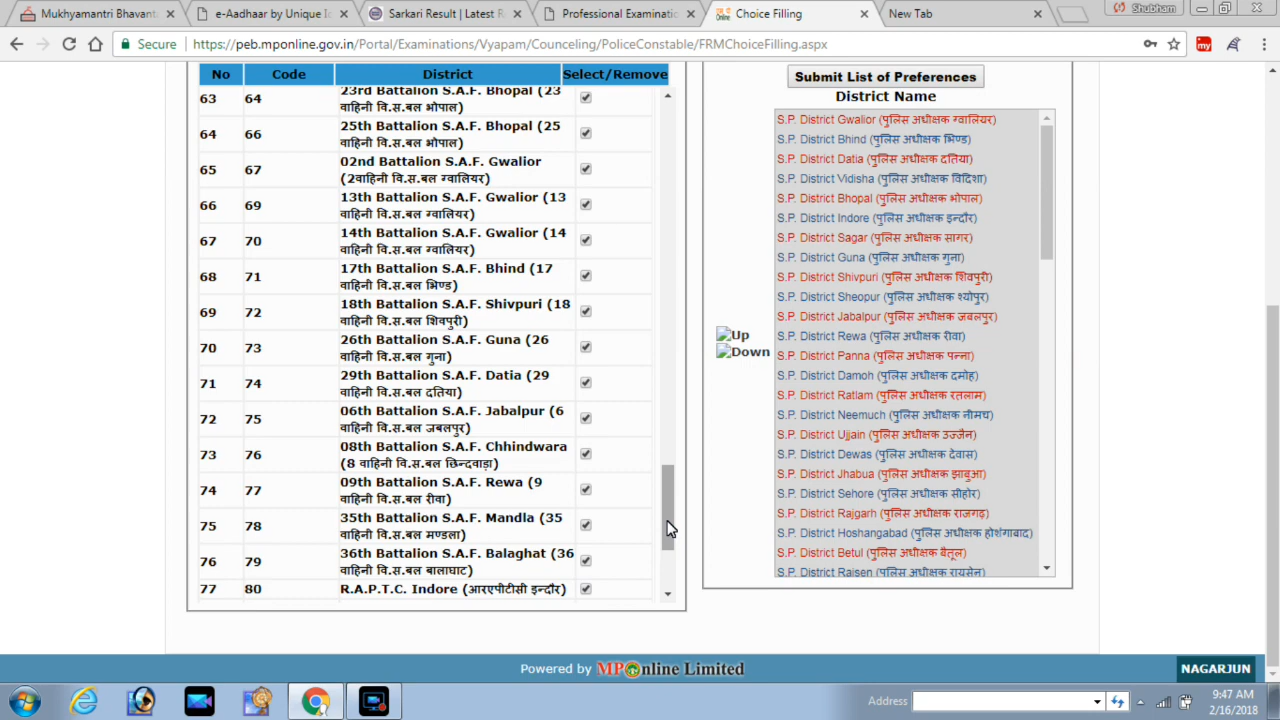 Mukhyamantri Bhavant
e-Aadhaar by Unique Id
Sarkari Result | Latest R
Professional Examinatio
Choice Filling
New Tab
Shubham
Secure
https://peb.mponline.gov.in/Portal/Examinations/Vyapam/Counceling/PoliceConstable/FRMChoiceFilling.aspx
my
No Code District Select/Remove
63 64 23rd Battalion S.A.F. Bhopal (23
वाहिनी वि.स.बल भोपाल)
64 66 25th Battalion S.A.F. Bhopal (25
वाहिनी वि.स.बल भोपाल)
65 67 02nd Battalion S.A.F. Gwalior
(2वाहिनी वि.स.बल ग्वालियर)
66 69 13th Battalion S.A.F. Gwalior (13
वाहिनी वि.स.बल ग्वालियर)
67 70 14th Battalion S.A.F. Gwalior (14
वाहिनी वि.स.बल ग्वालियर)
68 71 17th Battalion S.A.F. Bhind (17
वाहिनी वि.स.बल भिण्ड)
69 72 18th Battalion S.A.F. Shivpuri (18
वाहिनी वि.स.बल शिवपुरी)
70 73 26th Battalion S.A.F. Guna (26
वाहिनी वि.स.बल गुना)
71 74 29th Battalion S.A.F. Datia (29
वाहिनी वि.स.बल दतिया)
72 75 06th Battalion S.A.F. Jabalpur (6
वाहिनी वि.स.बल जबलपुर)
73 76 08th Battalion S.A.F. Chhindwara
(8 वाहिनी वि.स.बल छिन्दवाड़ा)
74 77 09th Battalion S.A.F. Rewa (9
वाहिनी वि.स.बल रीवा)
75 78 35th Battalion S.A.F. Mandla (35
वाहिनी वि.स.बल मण्डला)
76 79 36th Battalion S.A.F. Balaghat (36
वाहिनी वि.स.बल बालाघाट)
77 80 R.A.P.T.C. Indore (आरएपीटीसी इन्दौर)
Submit List of Preferences
District Name
Up
Down
S.P. District Gwalior (पुलिस अधीक्षक ग्वालियर)
S.P. District Bhind (पुलिस अधीक्षक भिण्ड)
S.P. District Datia (पुलिस अधीक्षक दतिया)
S.P. District Vidisha (पुलिस अधीक्षक विदिशा)
S.P. District Bhopal (पुलिस अधीक्षक भोपाल)
S.P. District Indore (पुलिस अधीक्षक इन्दौर)
S.P. District Sagar (पुलिस अधीक्षक सागर)
S.P. District Guna (पुलिस अधीक्षक गुना)
S.P. District Shivpuri (पुलिस अधीक्षक शिवपुरी)
S.P. District Sheopur (पुलिस अधीक्षक श्योपुर)
S.P. District Jabalpur (पुलिस अधीक्षक जबलपुर)
S.P. District Rewa (पुलिस अधीक्षक रीवा)
S.P. District Panna (पुलिस अधीक्षक पन्ना)
S.P. District Damoh (पुलिस अधीक्षक दमोह)
S.P. District Ratlam (पुलिस अधीक्षक रतलाम)
S.P. District Neemuch (पुलिस अधीक्षक नीमच)
S.P. District Ujjain (पुलिस अधीक्षक उज्जैन)
S.P. District Dewas (पुलिस अधीक्षक देवास)
S.P. District Jhabua (पुलिस अधीक्षक झाबुआ)
S.P. District Sehore (पुलिस अधीक्षक सीहोर)
S.P. District Rajgarh (पुलिस अधीक्षक राजगढ़)
S.P. District Hoshangabad (पुलिस अधीक्षक होशंगाबाद)
S.P. District Betul (पुलिस अधीक्षक बैतूल)
S.P. District Raisen (पुलिस अधीक्षक रायसेन)
Powered by MPOnline Limited
NAGARJUN
Address
9:47 AM
2/16/2018